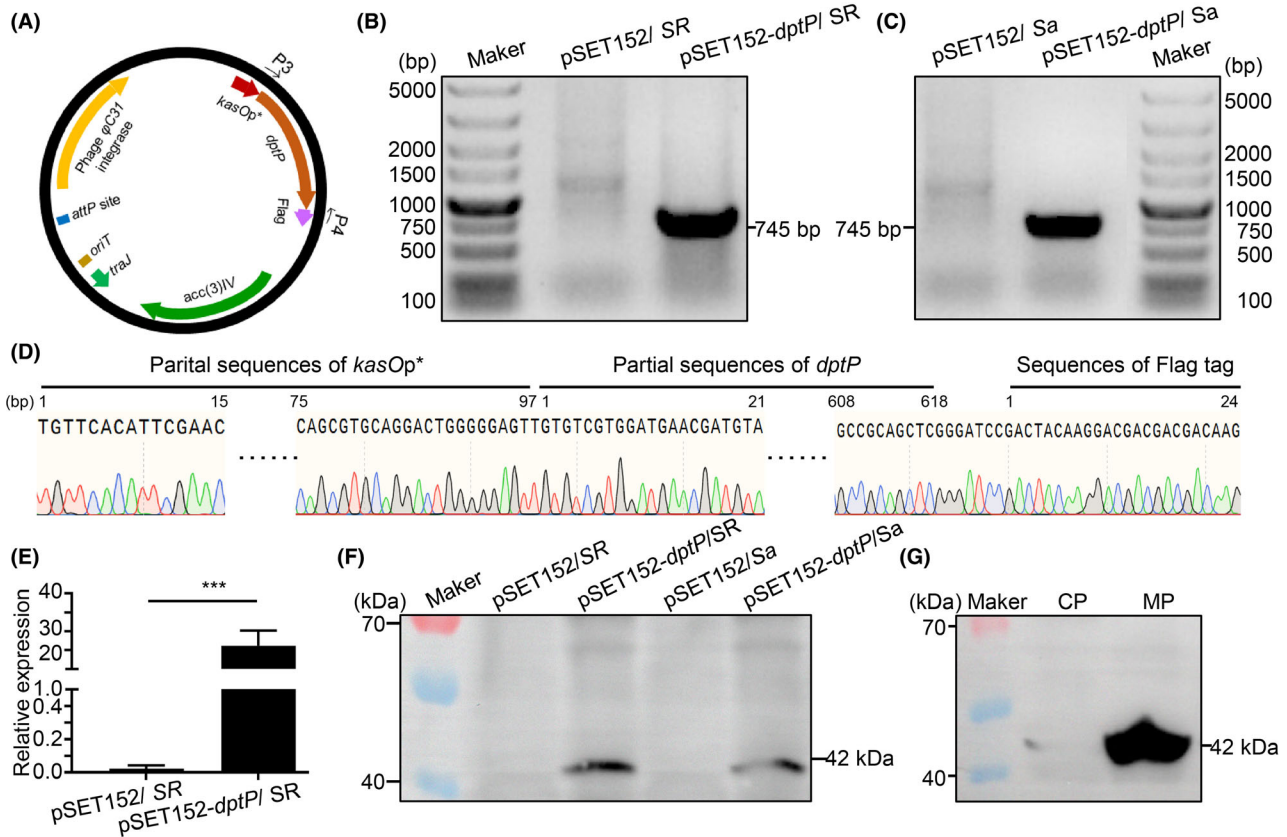 (A)
P3
kasOp*
dptP
Flag
P4
acc(3)IV
traJ
oriT
attP site
Phage φC31
integrase
(B)
Maker
pSET152/ SR
pSET152-dptP/ SR
(bp)
5000
2000
1500
1000
750
500
100
745 bp
(C)
pSET152/ Sa
pSET152-dptP/ Sa
Maker
(bp)
745 bp
5000
2000
1500
1000
750
500
100
(D)
Parital sequences of kasOp*
Partial sequences of dptP
Sequences of Flag tag
(bp) 1 15 75 97 1 21 608 618 1 24
TGTTCACATTCGAAC
CAGCGTGCAGGACTGGGGGAGTTGTGTCGTGGATGAACGATGTA
GCCGCAGCTCGGGATCCGACTACAAGGACGACGACGACAAG
(E)
Relative expression
40
30
20
1.0
0.4
0.2
0.0
***
pSET152/ SR
pSET152-dptP/ SR
(F)
(kDa)
Maker
pSET152/SR
pSET152-dptP/SR
pSET152/Sa
pSET152-dptP/Sa
70
40
42 kDa
(G)
(kDa)
Maker
CP
MP
70
40
42 kDa